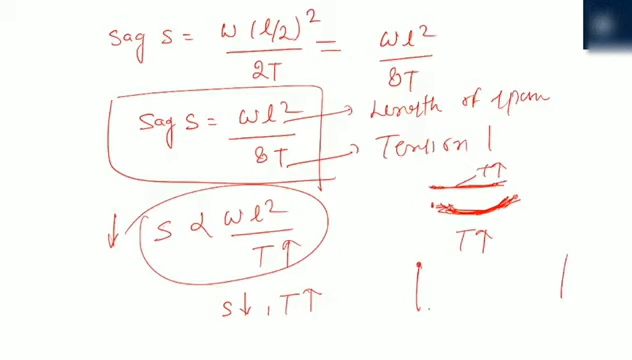 Sag S = w(l/2)² / 2T = wl² / 8T
Sag S = wl² / 8T → Length of span
→ Tension
T↑
↓ S ∝ wl² / T↑
T↑
S↓, T↑